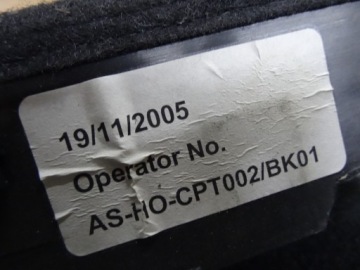 19/11/2005
Operator No.
AS-HO-CPT002/BK01